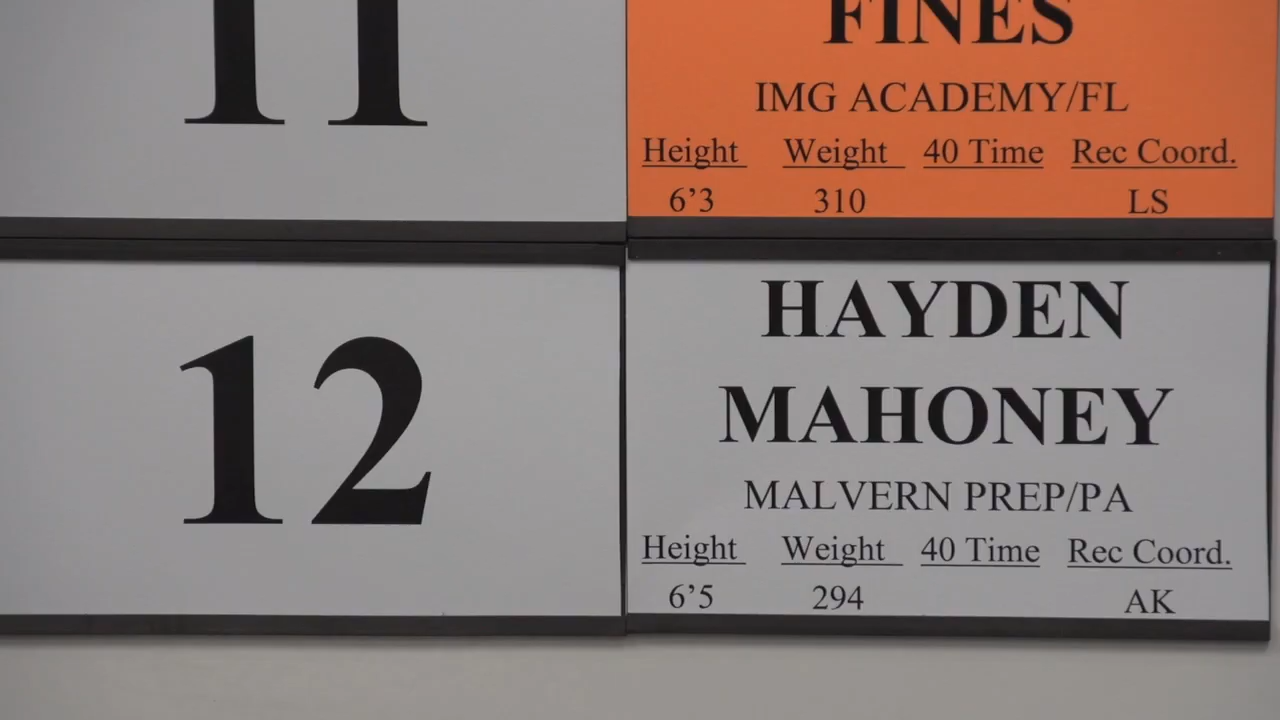 11
FINES
IMG ACADEMY/FL
Height Weight 40 Time Rec Coord.
6’3 310 LS
12
HAYDEN
MAHONEY
MALVERN PREP/PA
Height Weight 40 Time Rec Coord.
6’5 294 AK